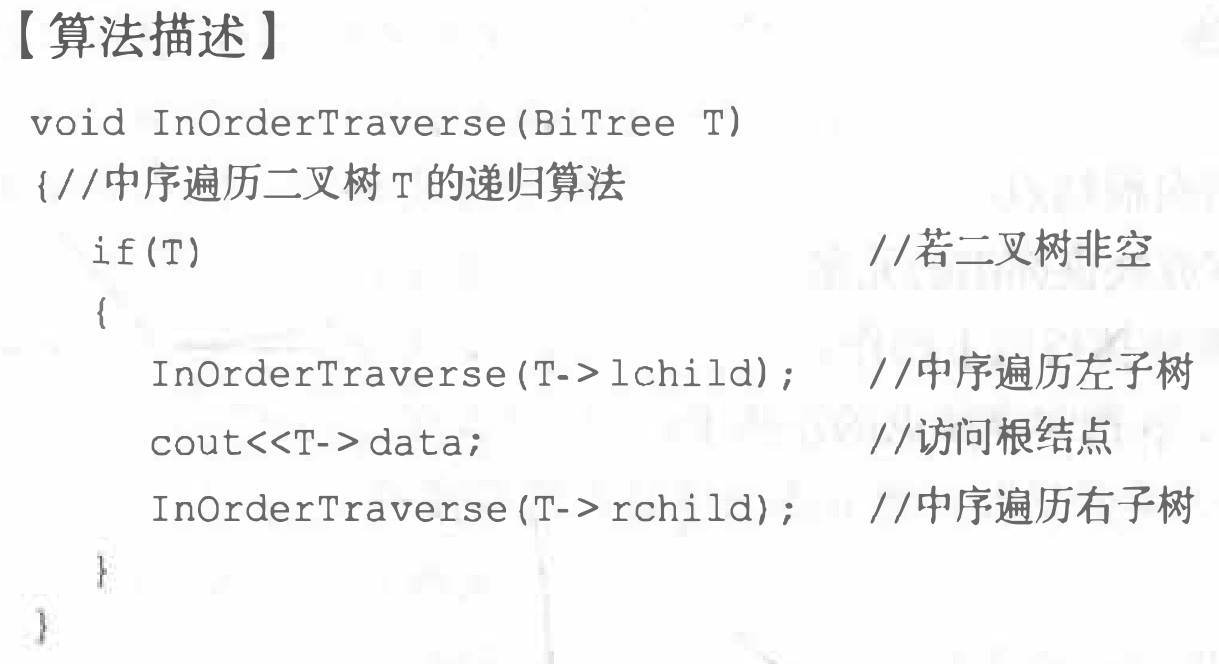 【算法描述】
void InOrderTraverse(BiTree T)
{//中序遍历二叉树 T 的递归算法
if(T) //若二叉树非空
{
InOrderTraverse(T->lchild); //中序遍历左子树
cout<<T->data; //访问根结点
InOrderTraverse(T->rchild); //中序遍历右子树
}
}